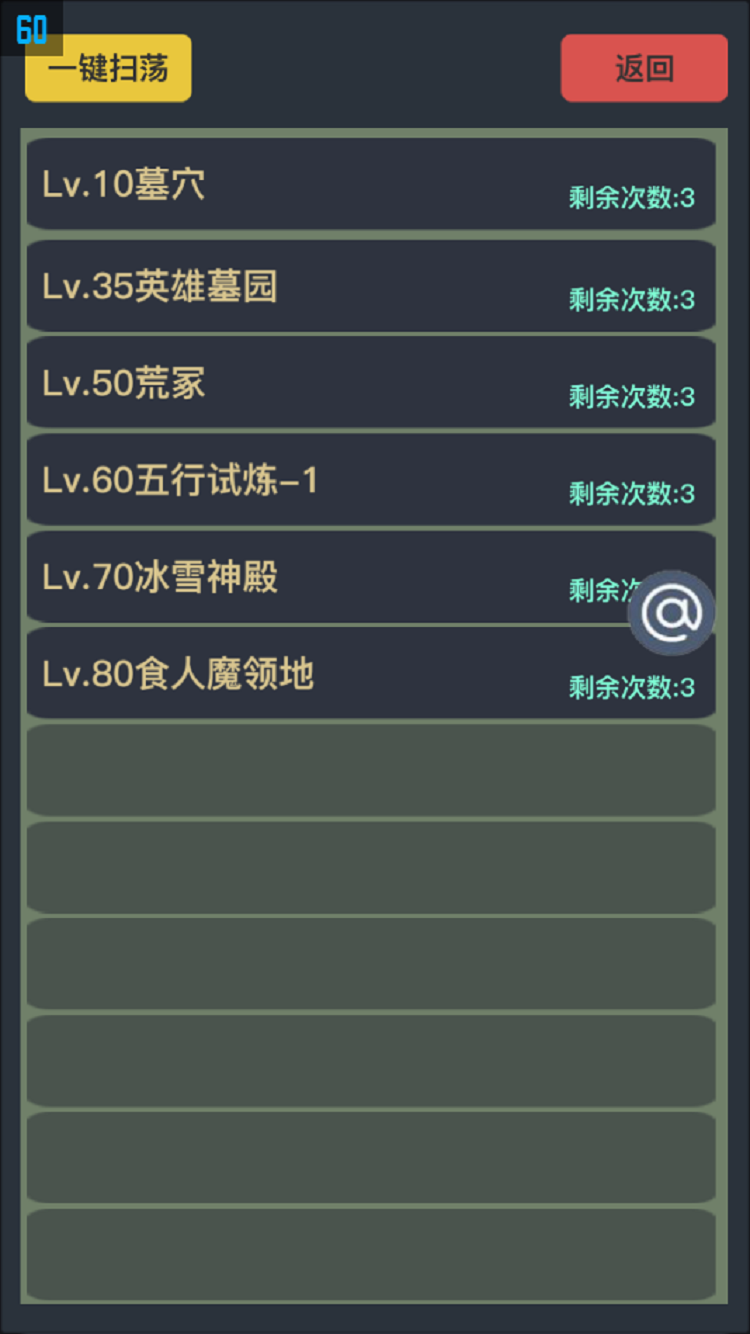 60
一键扫荡
返回
Lv.10墓穴
剩余次数:3
Lv.35英雄墓园
剩余次数:3
Lv.50荒冢
剩余次数:3
Lv.60五行试炼–1
剩余次数:3
Lv.70冰雪神殿
剩余
@
Lv.80食人魔领地
剩余次数:3